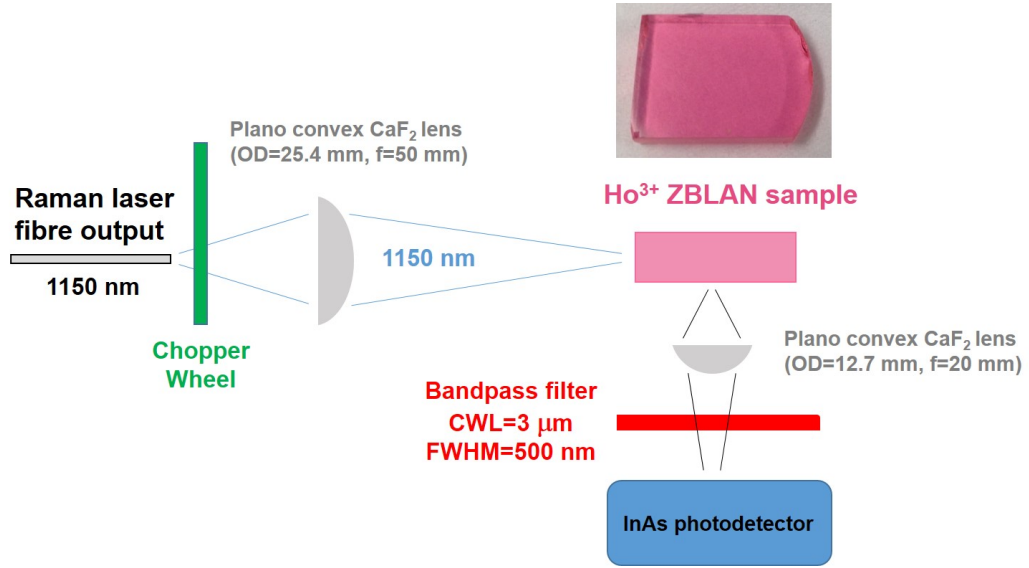 Plano convex CaF₂ lens
(OD=25.4 mm, f=50 mm)
Raman laser
fibre output
1150 nm
Chopper
Wheel
1150 nm
Ho³⁺ ZBLAN sample
Plano convex CaF₂ lens
(OD=12.7 mm, f=20 mm)
Bandpass filter
CWL=3 μm
FWHM=500 nm
InAs photodetector